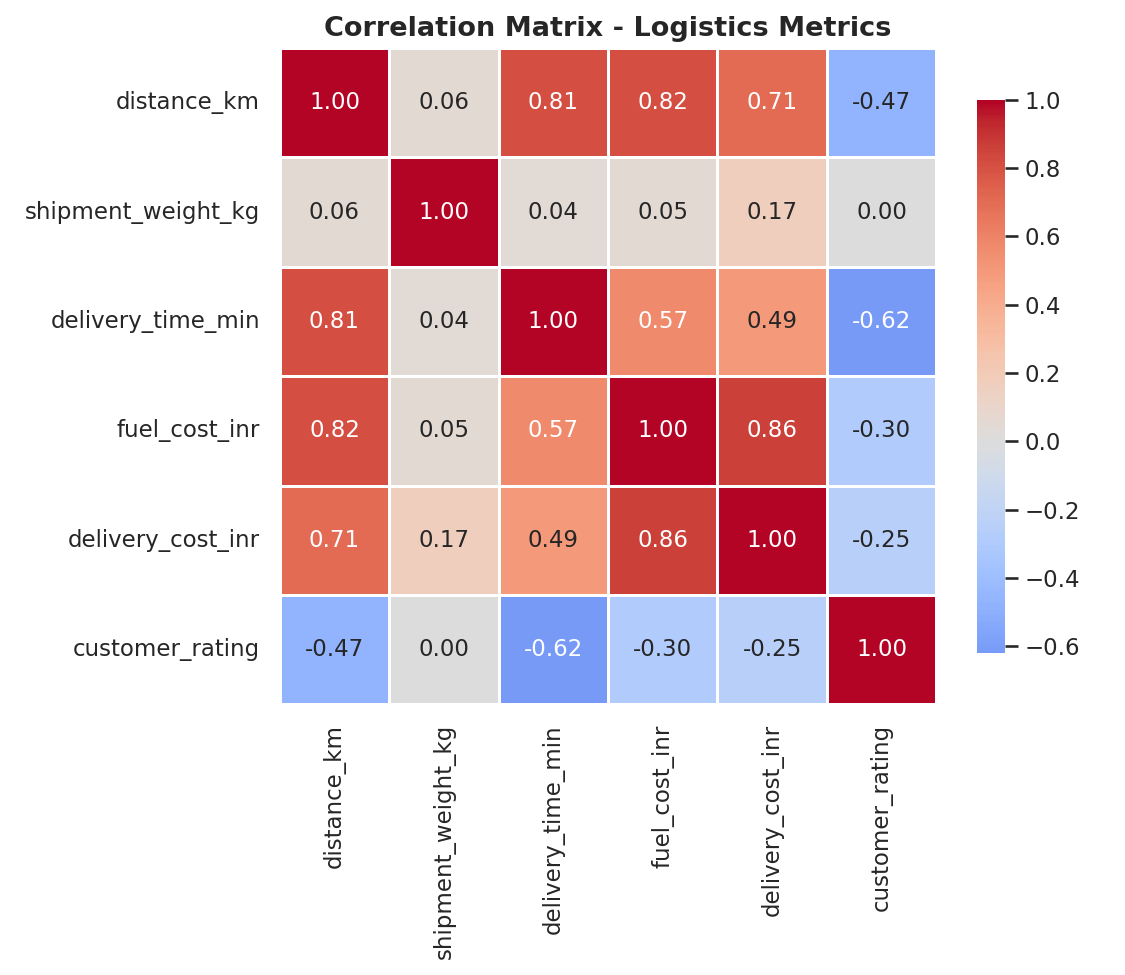 Correlation Matrix - Logistics Metrics
distance_km 1.00 0.06 0.81 0.82 0.71 -0.47
shipment_weight_kg 0.06 1.00 0.04 0.05 0.17 0.00
delivery_time_min 0.81 0.04 1.00 0.57 0.49 -0.62
fuel_cost_inr 0.82 0.05 0.57 1.00 0.86 -0.30
delivery_cost_inr 0.71 0.17 0.49 0.86 1.00 -0.25
customer_rating -0.47 0.00 -0.62 -0.30 -0.25 1.00
distance_km
shipment_weight_kg
delivery_time_min
fuel_cost_inr
delivery_cost_inr
customer_rating
1.0
0.8
0.6
0.4
0.2
0.0
−0.2
−0.4
−0.6